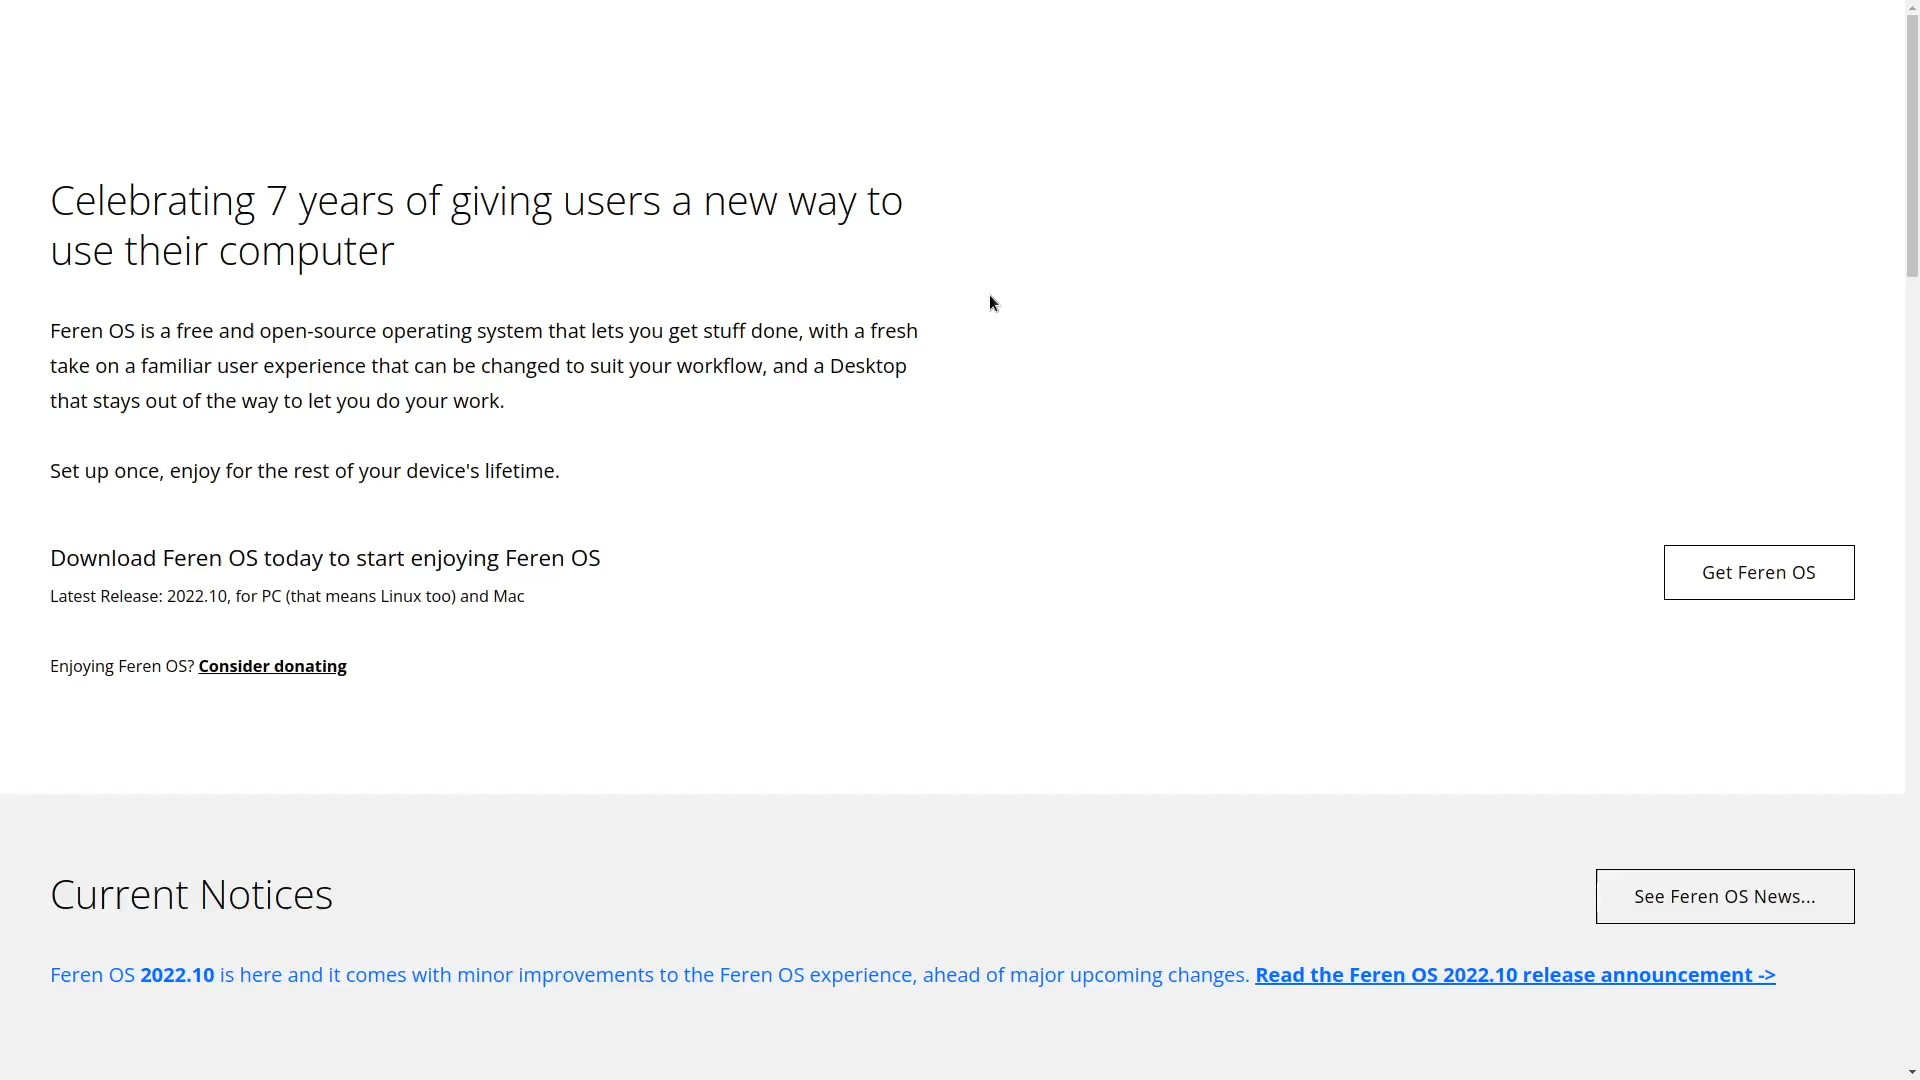 Celebrating 7 years of giving users a new way to
use their computer
Feren OS is a free and open-source operating system that lets you get stuff done, with a fresh
take on a familiar user experience that can be changed to suit your workflow, and a Desktop
that stays out of the way to let you do your work.
Set up once, enjoy for the rest of your device's lifetime.
Download Feren OS today to start enjoying Feren OS
Latest Release: 2022.10, for PC (that means Linux too) and Mac
Get Feren OS
Enjoying Feren OS? Consider donating
Current Notices
See Feren OS News...
Feren OS 2022.10 is here and it comes with minor improvements to the Feren OS experience, ahead of major upcoming changes. Read the Feren OS 2022.10 release announcement ->